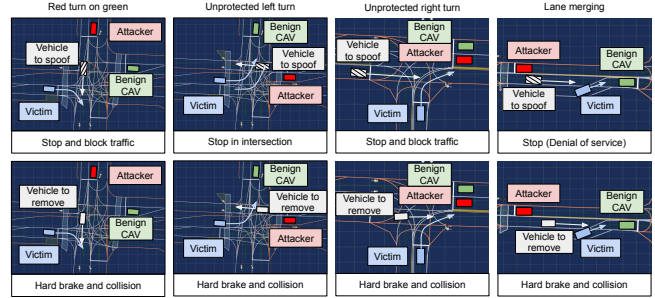 Red turn on green
Unprotected left turn
Unprotected right turn
Lane merging
Attacker
Vehicle
to spoof
Benign
CAV
Victim
Stop and block traffic
Benign
CAV
Vehicle
to spoof
Attacker
Victim
Stop in intersection
Vehicle
to spoof
Benign
CAV
Attacker
Victim
Stop and block traffic
Attacker
Vehicle
to spoof
Benign
CAV
Victim
Stop (Denial of service)
Attacker
Vehicle to
remove
Benign
CAV
Victim
Hard brake and collision
Benign
CAV
Vehicle to
remove
Attacker
Victim
Hard brake and collision
Benign
CAV
Attacker
Vehicle to
remove
Victim
Hard brake and collision
Attacker
Benign
CAV
Vehicle to
remove
Victim
Hard brake and collision